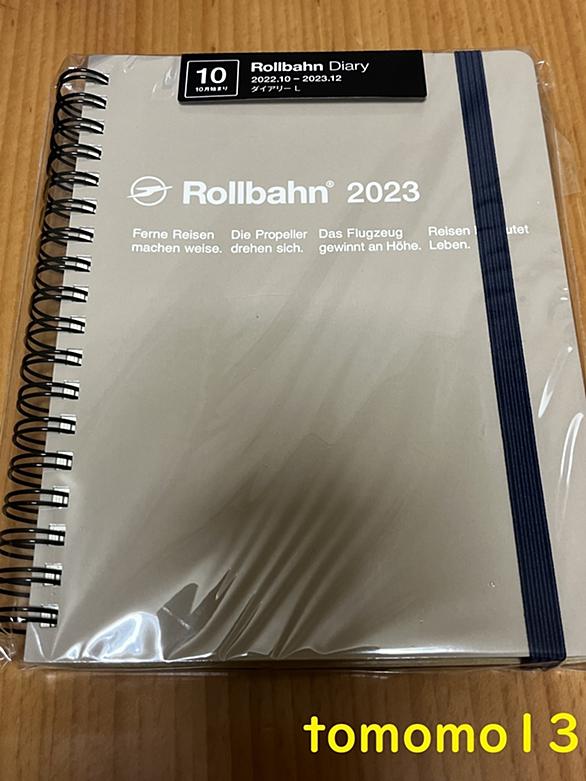 10
10月始まり
Rollbahn Diary
2022.10 – 2023.12
ダイアリー L
Rollbahn® 2023
Ferne Reisen
machen weise.
Die Propeller
drehen sich.
Das Flugzeug
gewinnt an Höhe.
Reisen
Leben.
tomomo13